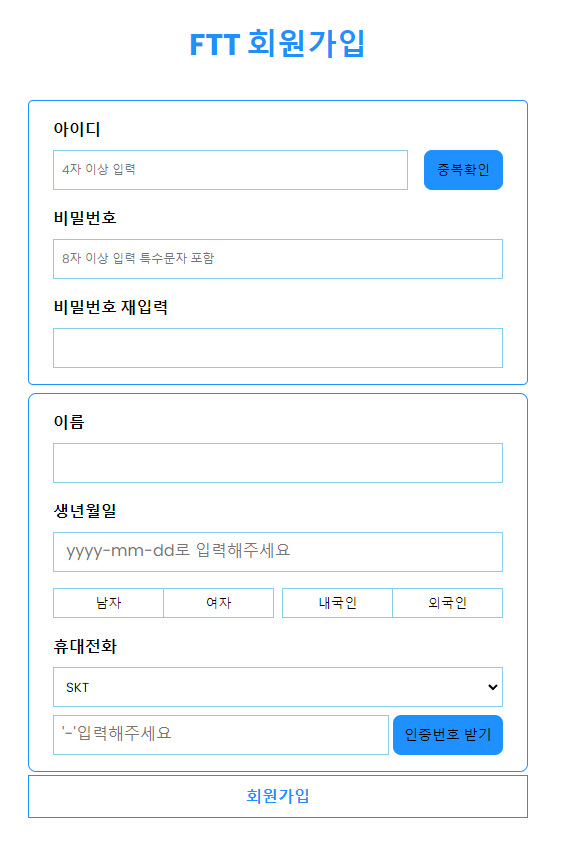 FTT 회원가입
아이디
4자 이상 입력 중복확인
비밀번호
8자 이상 입력 특수문자 포함
비밀번호 재입력
이름
생년월일
yyyy-mm-dd로 입력해주세요
남자 여자 내국인 외국인
휴대전화
SKT
'-'입력해주세요 인증번호 받기
회원가입